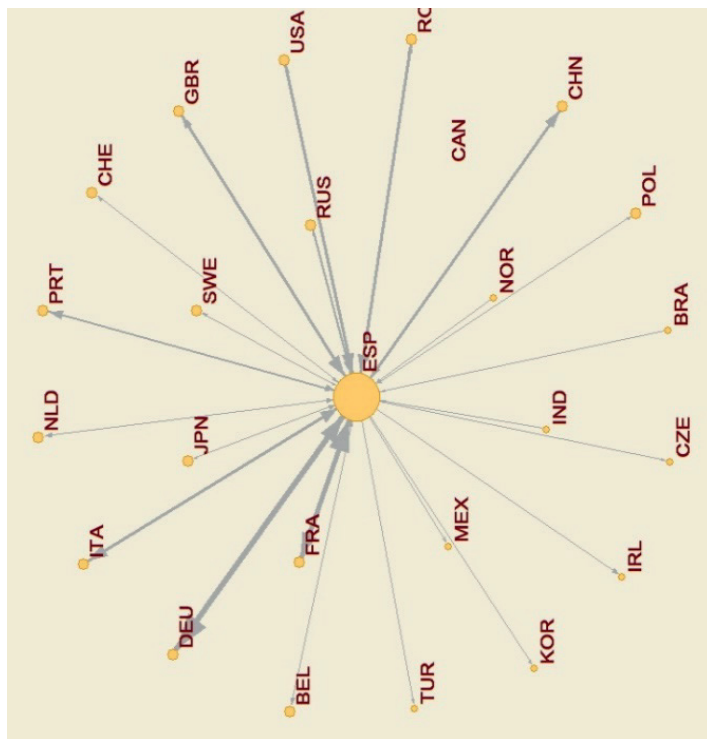 USA
GBR
CHN
CAN
CHE
RUS
POL
NOR
PRT
SWE
BRA
ESP
NLD
JPN
IND
CZE
ITA
FRA
MEX
IRL
DEU
BEL
TUR
KOR